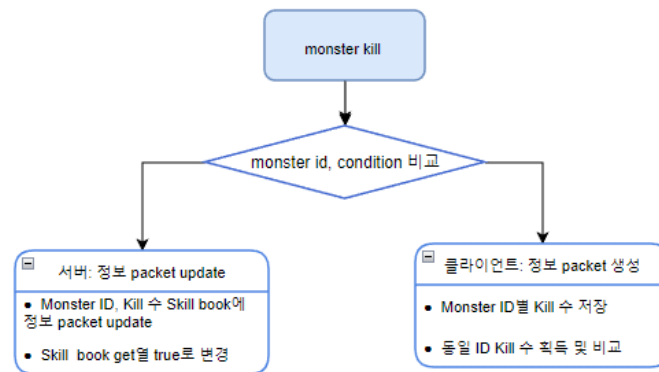 monster kill
monster id, condition 비교
서버: 정보 packet update
● Monster ID, Kill 수 Skill book에
정보 packet update
● Skill book get열 true로 변경
클라이언트: 정보 packet 생성
● Monster ID별 Kill 수 저장
● 동일 ID Kill 수 획득 및 비교